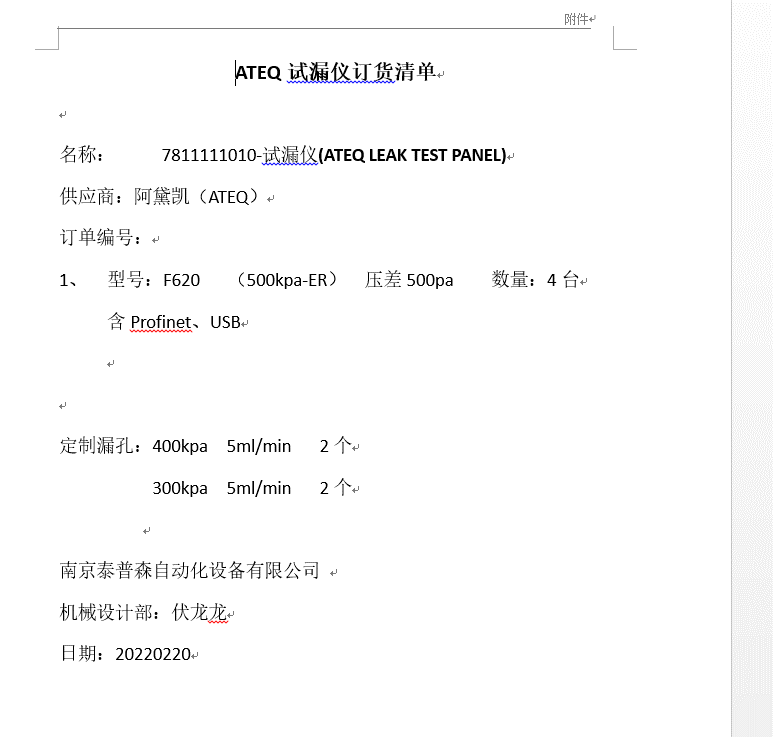 附件
ATEQ 试漏仪订货清单
名称： 7811111010-试漏仪(ATEQ LEAK TEST PANEL)
供应商：阿黛凯（ATEQ）
订单编号：
1、 型号：F620 （500kpa-ER） 压差 500pa 数量：4 台
含 Profinet、USB
定制漏孔：400kpa 5ml/min 2 个
300kpa 5ml/min 2 个
南京泰普森自动化设备有限公司
机械设计部：伏龙龙
日期：20220220